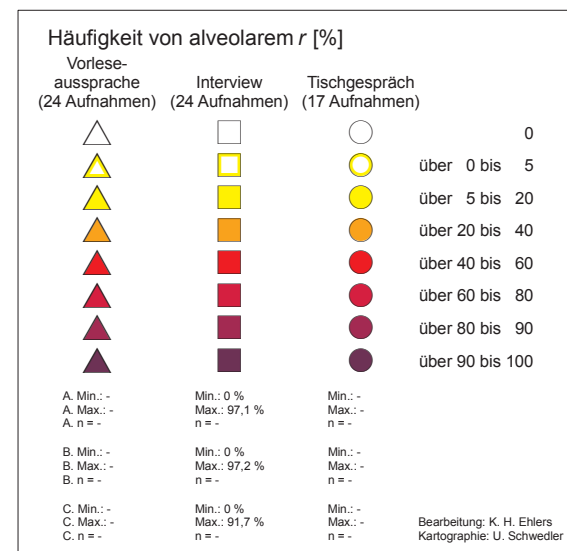 Häufigkeit von alveolarem r [%]
Vorlese-
aussprache
(24 Aufnahmen)
Interview
(24 Aufnahmen)
Tischgespräch
(17 Aufnahmen)
0
über 0 bis 5
über 5 bis 20
über 20 bis 40
über 40 bis 60
über 60 bis 80
über 80 bis 90
über 90 bis 100
A. Min.: - Min.: 0 % Min.: -
A. Max.: - Max.: 97,1 % Max.: -
A. n = - n = - n = -
B. Min.: - Min.: 0 % Min.: -
B. Max.: - Max.: 97,2 % Max.: -
B. n = - n = - n = -
C. Min.: - Min.: 0 % Min.: -
C. Max.: - Max.: 91,7 % Max.: -
C. n = - n = - n = -
Bearbeitung: K. H. Ehlers
Kartographie: U. Schwedler